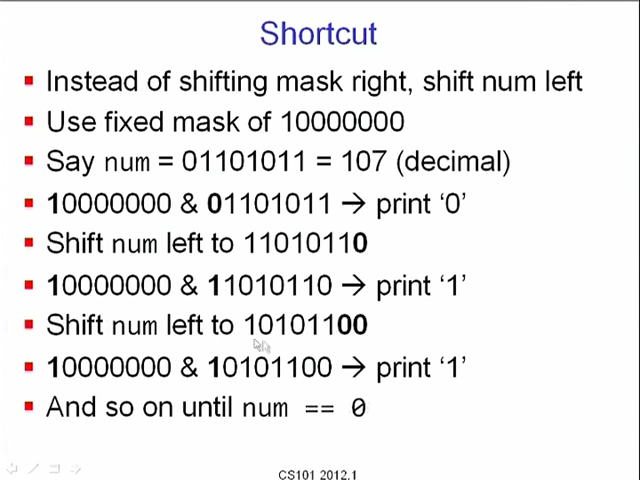 Shortcut
Instead of shifting mask right, shift num left
Use fixed mask of 10000000
Say num = 01101011 = 107 (decimal)
10000000 & 01101011 → print ‘0’
Shift num left to 11010110
10000000 & 11010110 → print ‘1’
Shift num left to 10101100
10000000 & 10101100 → print ‘1’
And so on until num == 0
CS101 2012.1